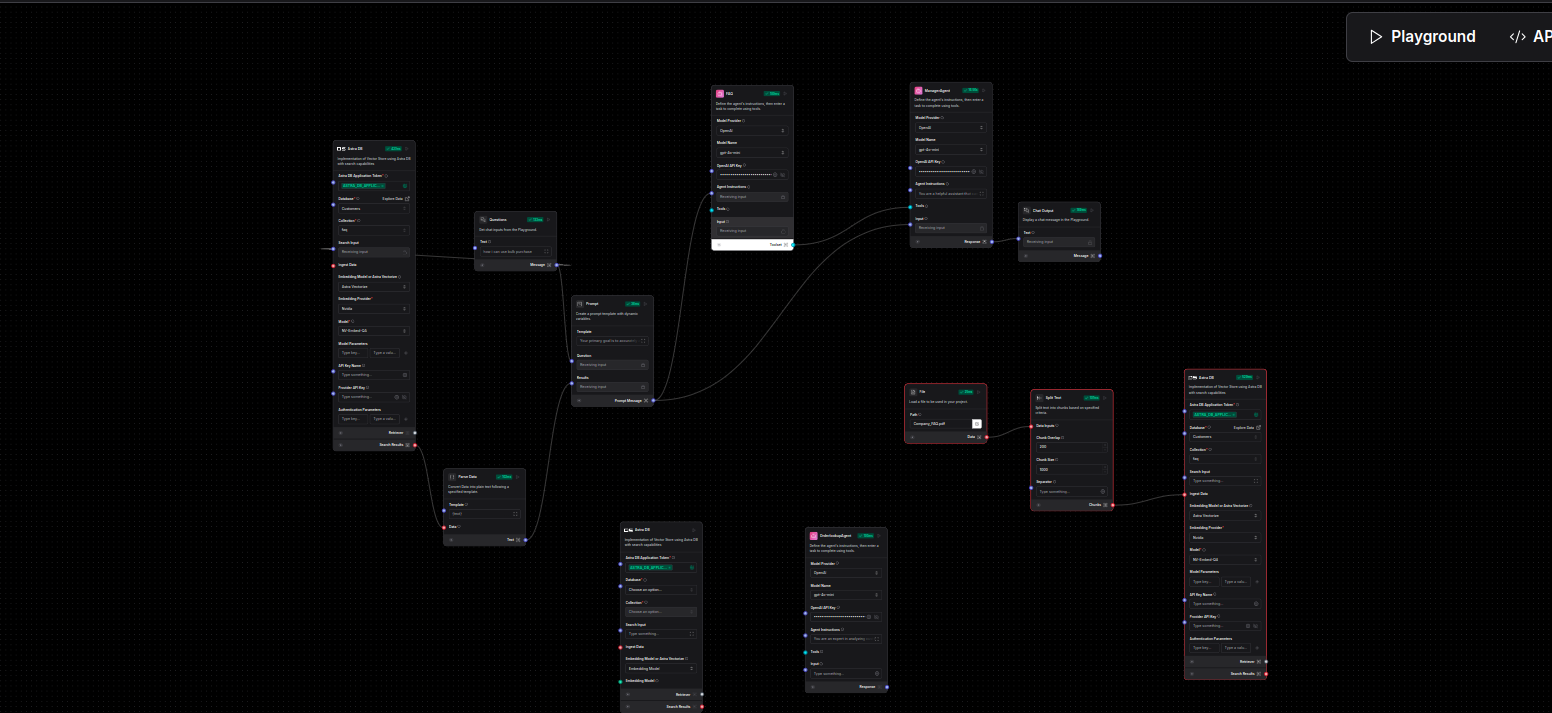 Playground
API
Astra DB
Implementation of Vector Store using Astra DB
with search capabilities
Astra DB Application Token*
ASTRA_DB_APPLIC...
Database*
Explore Data
Customers
Collection*
faq
Search Input
Receiving input
Ingest Data
Embedding Model or Astra Vectorize
Astra Vectorize
Embedding Provider*
Nvidia
Model*
NV-Embed-QA
Model Parameters
Type key...
Type a valu...
API Key Name
Type something...
Provider API Key
Type something...
Authentication Parameters
Type key...
Type a valu...
Retriever
Search Results
Questions
Get chat inputs from the Playground.
Text
how i can use bulk purchase
Message
Prompt
Create a prompt template with dynamic
variables.
Template
Your primary goal is to
Question
Receiving input
Results
Receiving input
Prompt Message
Parse Data
Convert Data into plain text following a
specified template.
Template
{text}
Data
Text
FAQ
Define the agent's instructions, then enter a
task to complete using tools.
Model Provider
OpenAI
Model Name
gpt-4o-mini
OpenAI API Key
Agent Instructions
Receiving input
Tools
Input
Receiving input
Toolset
ManagerAgent
Define the agent's instructions, then enter a
task to complete using tools.
Model Provider
OpenAI
Model Name
gpt-4o-mini
OpenAI API Key
Agent Instructions
You are a helpful assistant
Tools
Input
Receiving input
Response
Chat Output
Display a chat message in the Playground.
Text
Receiving input
Message
File
Load a file to be used in your project.
Path
Company_FAQ.pdf
Data
Split Text
Split text into chunks based on specified
criteria.
Data Inputs
Chunk Overlap
200
Chunk Size
1000
Separator
Type something...
Chunks
Astra DB
Implementation of Vector Store using Astra DB
with search capabilities
Astra DB Application Token*
ASTRA_DB_APPLIC...
Database*
Explore Data
Customers
Collection*
faq
Search Input
Type something...
Ingest Data
Embedding Model or Astra Vectorize
Astra Vectorize
Embedding Provider*
Nvidia
Model*
NV-Embed-QA
Model Parameters
Type key...
Type a valu...
API Key Name
Type something...
Provider API Key
Type something...
Authentication Parameters
Type key...
Type a valu...
Retriever
Search Results
Astra DB
Implementation of Vector Store using Astra DB
with search capabilities
Astra DB Application Token*
ASTRA_DB_APPLIC...
Database*
Choose an option...
Collection*
Choose an option...
Search Input
Type something...
Ingest Data
Embedding Model or Astra Vectorize
Embedding Model
Embedding Model
Retriever
Search Results
OrderlookupAgent
Define the agent's instructions, then enter a
task to complete using tools.
Model Provider
OpenAI
Model Name
gpt-4o-mini
OpenAI API Key
Agent Instructions
You are an expert in analyzing
Tools
Input
Type something...
Response